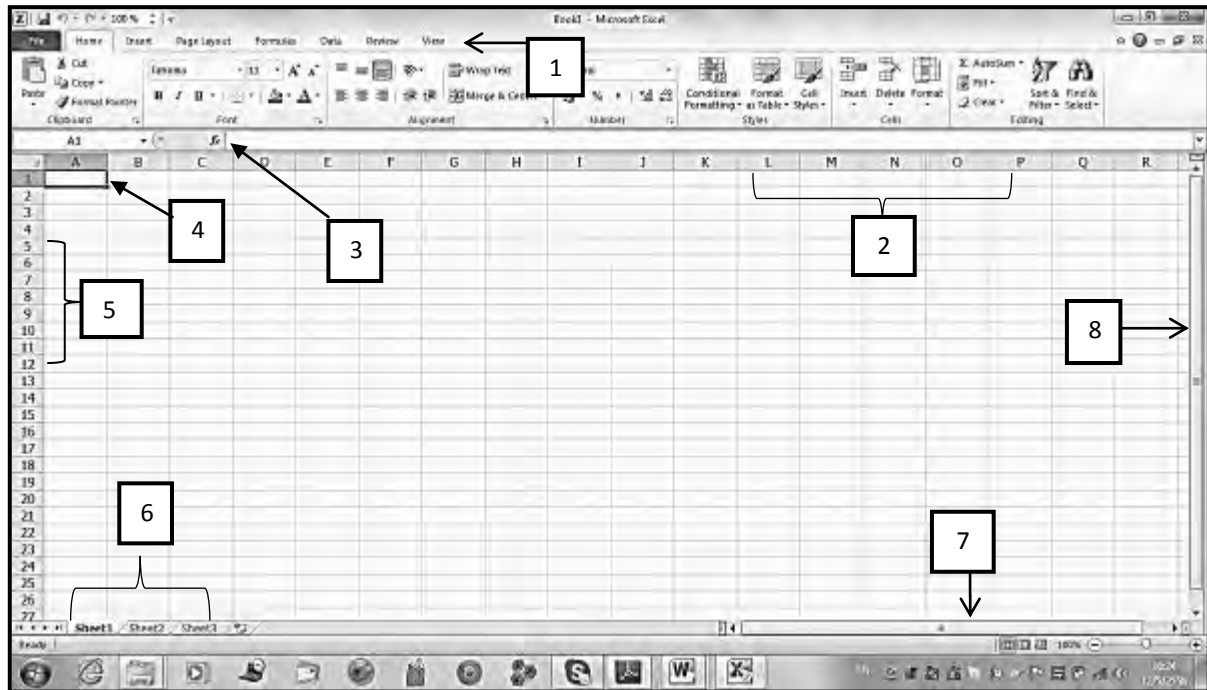 100% Book1 - Microsoft Excel
File Home Insert Page Layout Formulas Data Review View
1
Cut
Copy
Format Painter
Paste
Tahoma 11
B I U
Wrap Text
Merge & Center
%
Conditional Formatting
Format as Table
Cell Styles
Insert Delete Format
AutoSum
Fill
Clear
Sort & Filter
Find & Select
Clipboard Font Alignment Number Styles Cells Editing
A1 fx
A B C D E F G H I J K L M N O P Q R
1
2
3
4
5
6
7
8
9
10
11
12
13
14
15
16
17
18
19
20
21
22
23
24
25
26
27
4
3
2
5
8
6
7
Sheet1 Sheet2 Sheet3
Ready 100%